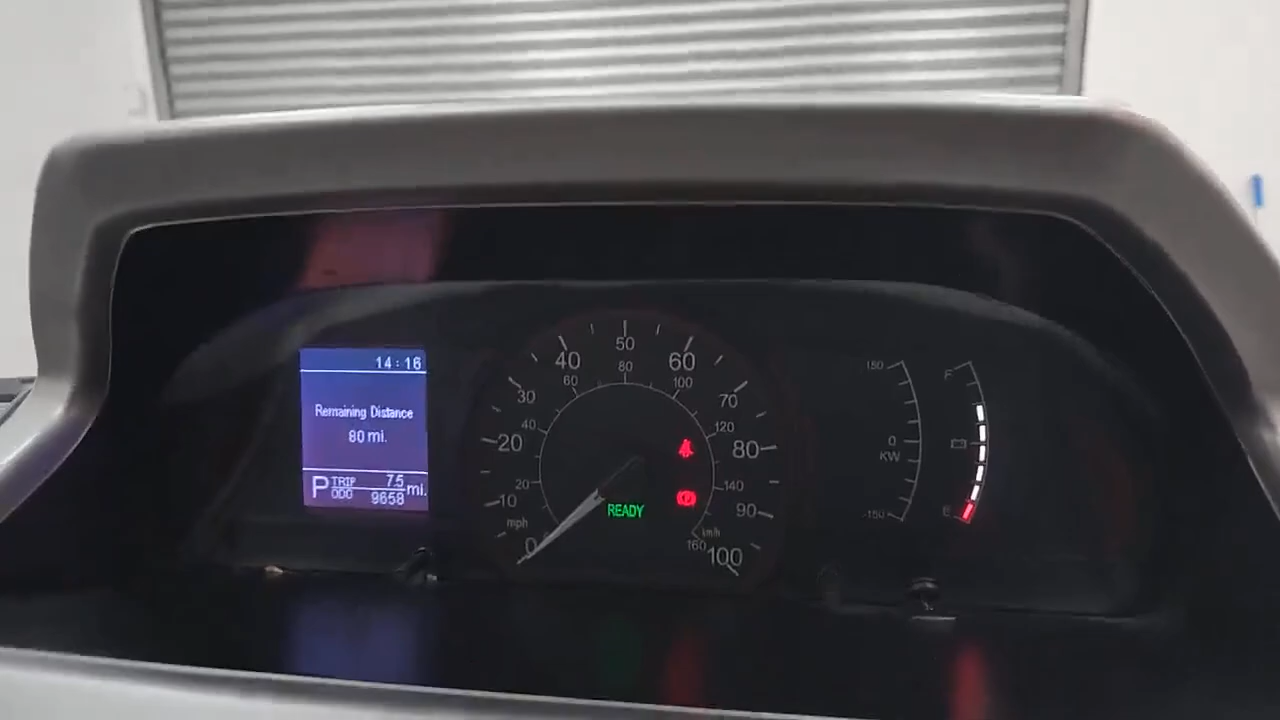 14:16
Remaining Distance
80 mi.
P TRIP 7.5 mi.
ODO 9658
0 10 20 30 40 50 60 70 80 90 100
mph
20 40 60 80 100 120 140 160
km/h
READY
150
0
KW
-150
F
E